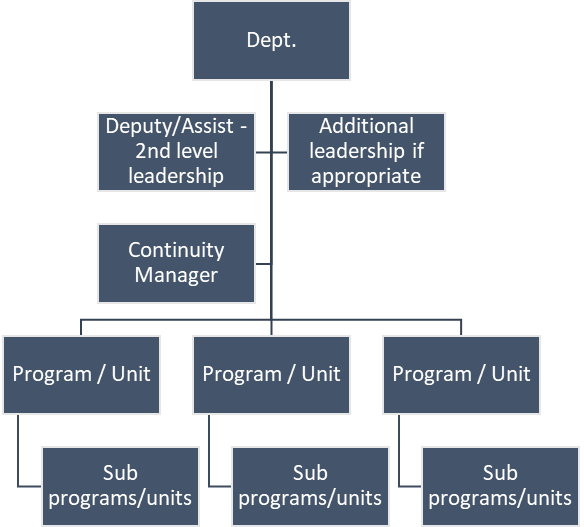 Dept.
Deputy/Assist -
2nd level
leadership
Additional
leadership if
appropriate
Continuity
Manager
Program / Unit
Program / Unit
Program / Unit
Sub
programs/units
Sub
programs/units
Sub
programs/units